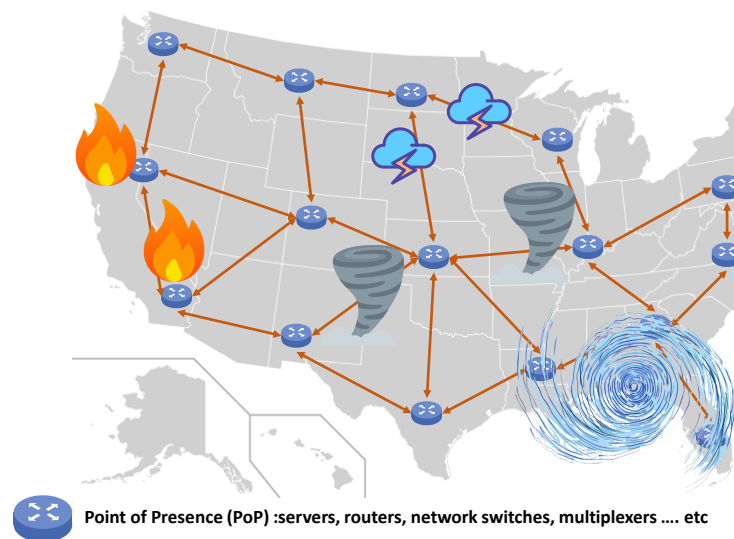 Point of Presence (PoP) :servers, routers, network switches, multiplexers …. etc